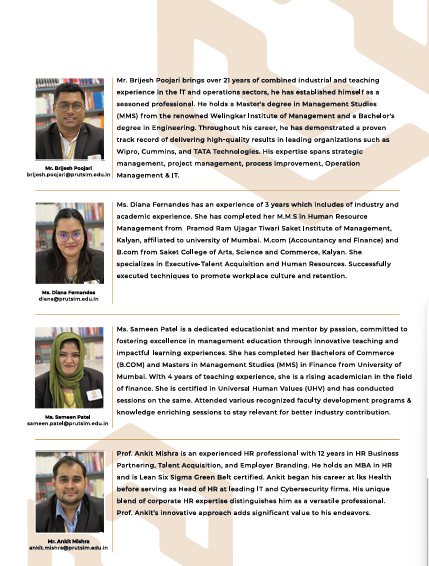 Mr. Brijesh Poojari brings over 21 years of combined industrial and teaching
experience in the IT and operations sectors, he has established himself as a
seasoned professional. He holds a Master's degree in Management Studies
(MMS) from the renowned Welingkar Institute of Management and a Bachelor's
degree in Engineering. Throughout his career, he has demonstrated a proven
track record of delivering high-quality results in leading organizations such as
Wipro, Cummins, and TATA Technologies. His expertise spans strategic
management, project management, process improvement, Operation
Management & IT.
Mr. Brijesh Poojari
brijesh.poojari@prutsim.edu.in
Ms. Diana Fernandes has an experience of 3 years which includes of industry and
academic experience. She has completed her M.M.S in Human Resource
Management from Pramod Ram Ujagar Tiwari Saket Institute of Management,
Kalyan, affiliated to university of Mumbai. M.com (Accountancy and Finance) and
B.com from Saket College of Arts, Science and Commerce, Kalyan. She
specializes in Executive-Talent Acquisition and Human Resources. Successfully
executed techniques to promote workplace culture and retention.
Ms. Diana Fernandes
diana@prutsim.edu.in
Ms. Sameen Patel is a dedicated educationist and mentor by passion, committed to
fostering excellence in management education through innovative teaching and
impactful learning experiences. She has completed her Bachelors of Commerce
(B.COM) and Masters in Management Studies (MMS) in Finance from University of
Mumbai. With 4 years of teaching experience, she is a rising academician in the field
of finance. She is certified in Universal Human Values (UHV) and has conducted
sessions on the same. Attended various recognized faculty development programs &
knowledge enriching sessions to stay relevant for better industry contribution.
Ms. Sameen Patel
sameen.patel@prutsim.edu.in
Prof. Ankit Mishra is an experienced HR professional with 12 years in HR Business
Partnering, Talent Acquisition, and Employer Branding. He holds an MBA in HR
and is Lean Six Sigma Green Belt certified. Ankit began his career at Iks Health
before serving as Head of HR at leading IT and Cybersecurity firms. His unique
blend of corporate HR expertise distinguishes him as a versatile professional.
Prof. Ankit's innovative approach adds significant value to his endeavors.
Mr. Ankit Mishra
ankit.mishra@prutsim.edu.in